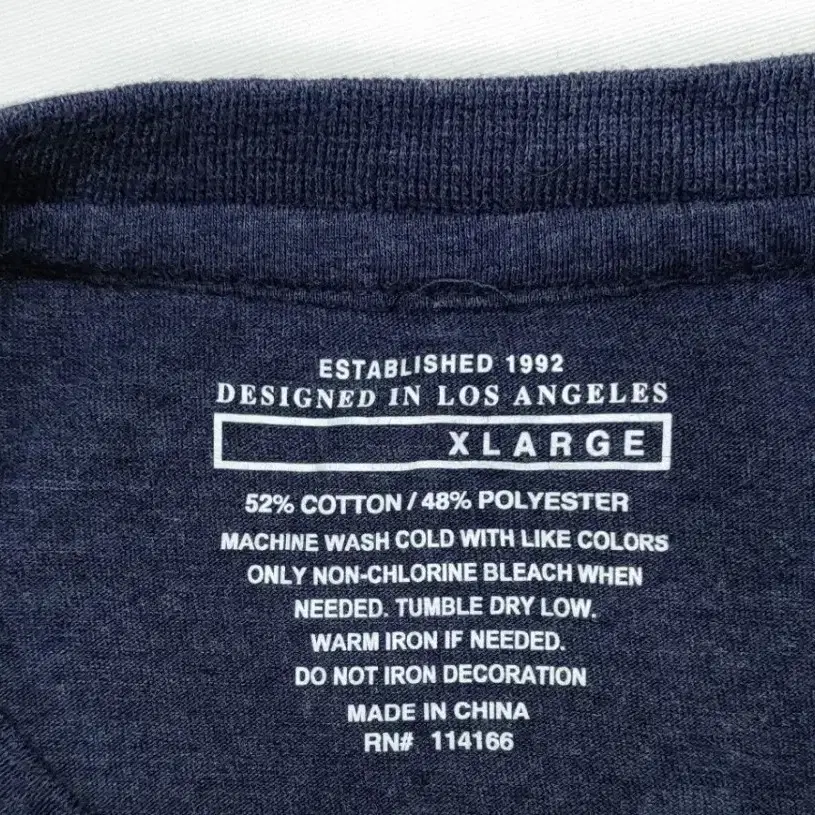 ESTABLISHED 1992
DESIGNED IN LOS ANGELES
XLARGE
52% COTTON / 48% POLYESTER
MACHINE WASH COLD WITH LIKE COLORS
ONLY NON-CHLORINE BLEACH WHEN
NEEDED. TUMBLE DRY LOW.
WARM IRON IF NEEDED.
DO NOT IRON DECORATION
MADE IN CHINA
RN# 114166